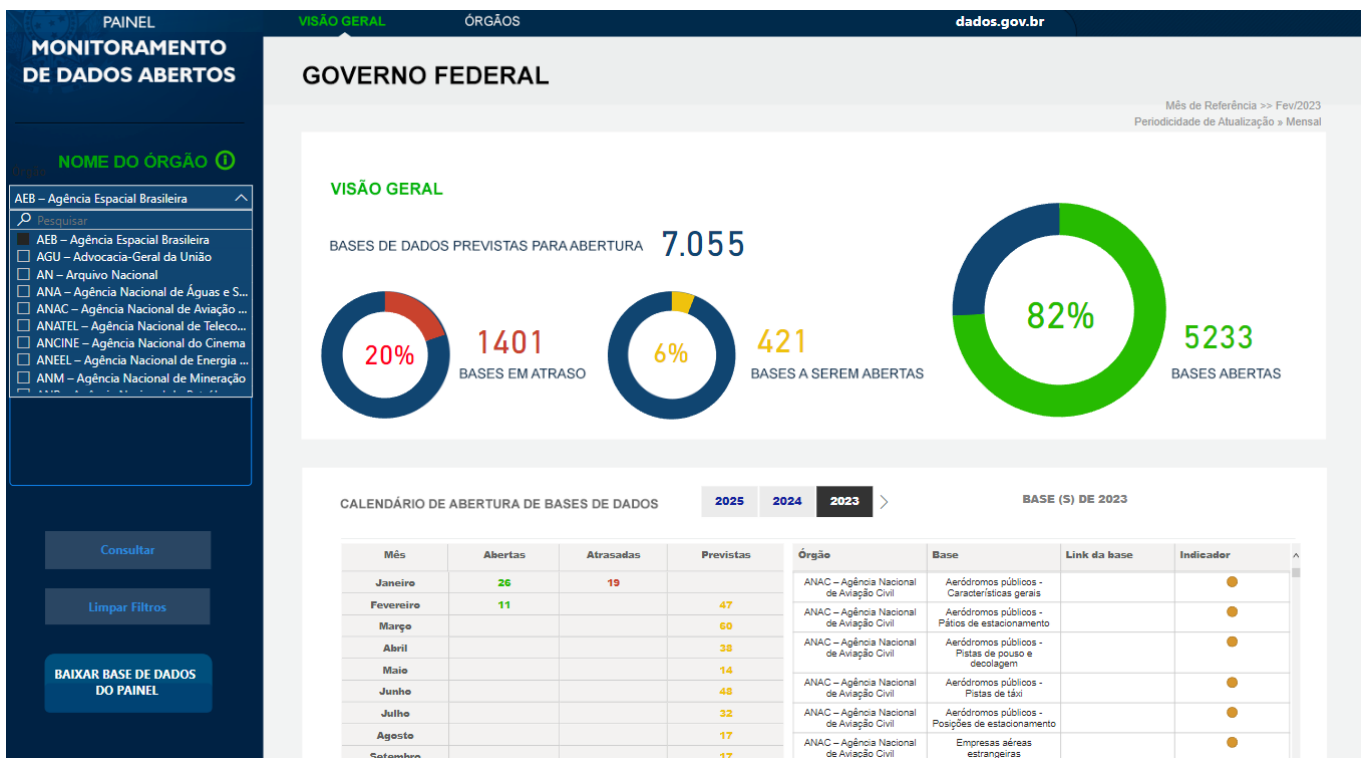 PAINEL
MONITORAMENTO
DE DADOS ABERTOS
VISÃO GERAL
ÓRGÃOS
dados.gov.br
GOVERNO FEDERAL
Mês de Referência >> Fev/2023
Periodicidade de Atualização » Mensal
NOME DO ÓRGÃO
Órgão
AEB – Agência Espacial Brasileira
Pesquisar
AEB – Agência Espacial Brasileira
AGU – Advocacia-Geral da União
AN – Arquivo Nacional
ANA – Agência Nacional de Águas e S...
ANAC – Agência Nacional de Aviação ...
ANATEL – Agência Nacional de Teleco...
ANCINE – Agência Nacional do Cinema
ANEEL – Agência Nacional de Energia ...
ANM – Agência Nacional de Mineração
Consultar
Limpar Filtros
BAIXAR BASE DE DADOS
DO PAINEL
VISÃO GERAL
BASES DE DADOS PREVISTAS PARA ABERTURA 7.055
20%
1401
BASES EM ATRASO
6%
421
BASES A SEREM ABERTAS
82%
5233
BASES ABERTAS
CALENDÁRIO DE ABERTURA DE BASES DE DADOS
2025 2024 2023
BASE (S) DE 2023
Mês Abertas Atrasadas Previstas
Janeiro 26 19
Fevereiro 11 47
Março 60
Abril 38
Maio 14
Junho 48
Julho 32
Agosto 17
Setembro 17
Órgão Base Link da base Indicador
ANAC – Agência Nacional Aeródromos públicos -
de Aviação Civil Características gerais
ANAC – Agência Nacional Aeródromos públicos -
de Aviação Civil Pátios de estacionamento
ANAC – Agência Nacional Aeródromos públicos -
de Aviação Civil Pistas de pouso e
decolagem
ANAC – Agência Nacional Aeródromos públicos -
de Aviação Civil Pistas de táxi
ANAC – Agência Nacional Aeródromos públicos -
de Aviação Civil Posições de estacionamento
ANAC – Agência Nacional Empresas aéreas
de Aviação Civil estrangeiras